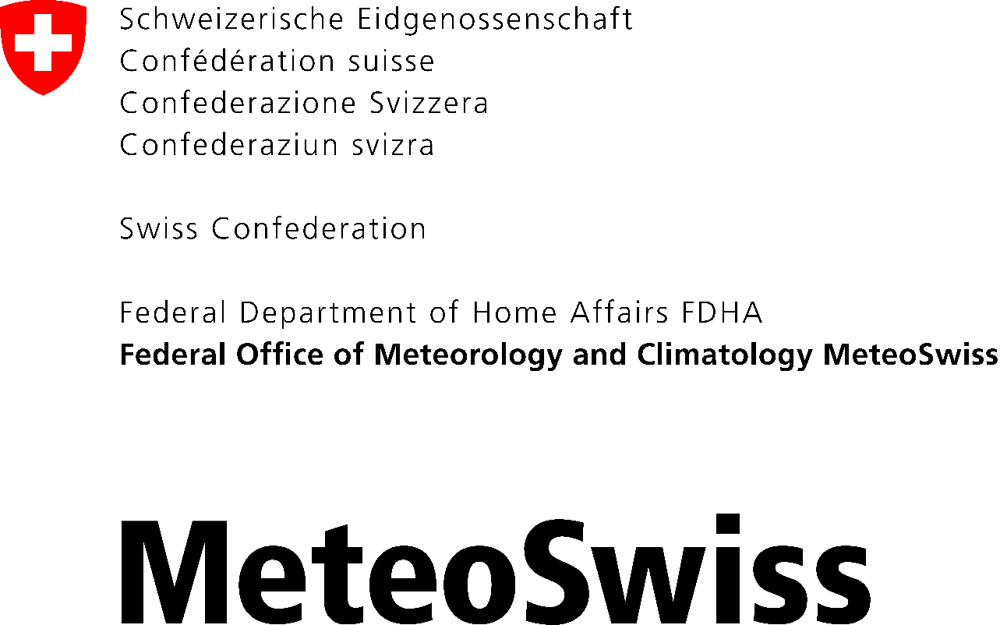 Schweizerische Eidgenossenschaft
Confédération suisse
Confederazione Svizzera
Confederaziun svizra
Swiss Confederation
Federal Department of Home Affairs FDHA
Federal Office of Meteorology and Climatology MeteoSwiss
MeteoSwiss